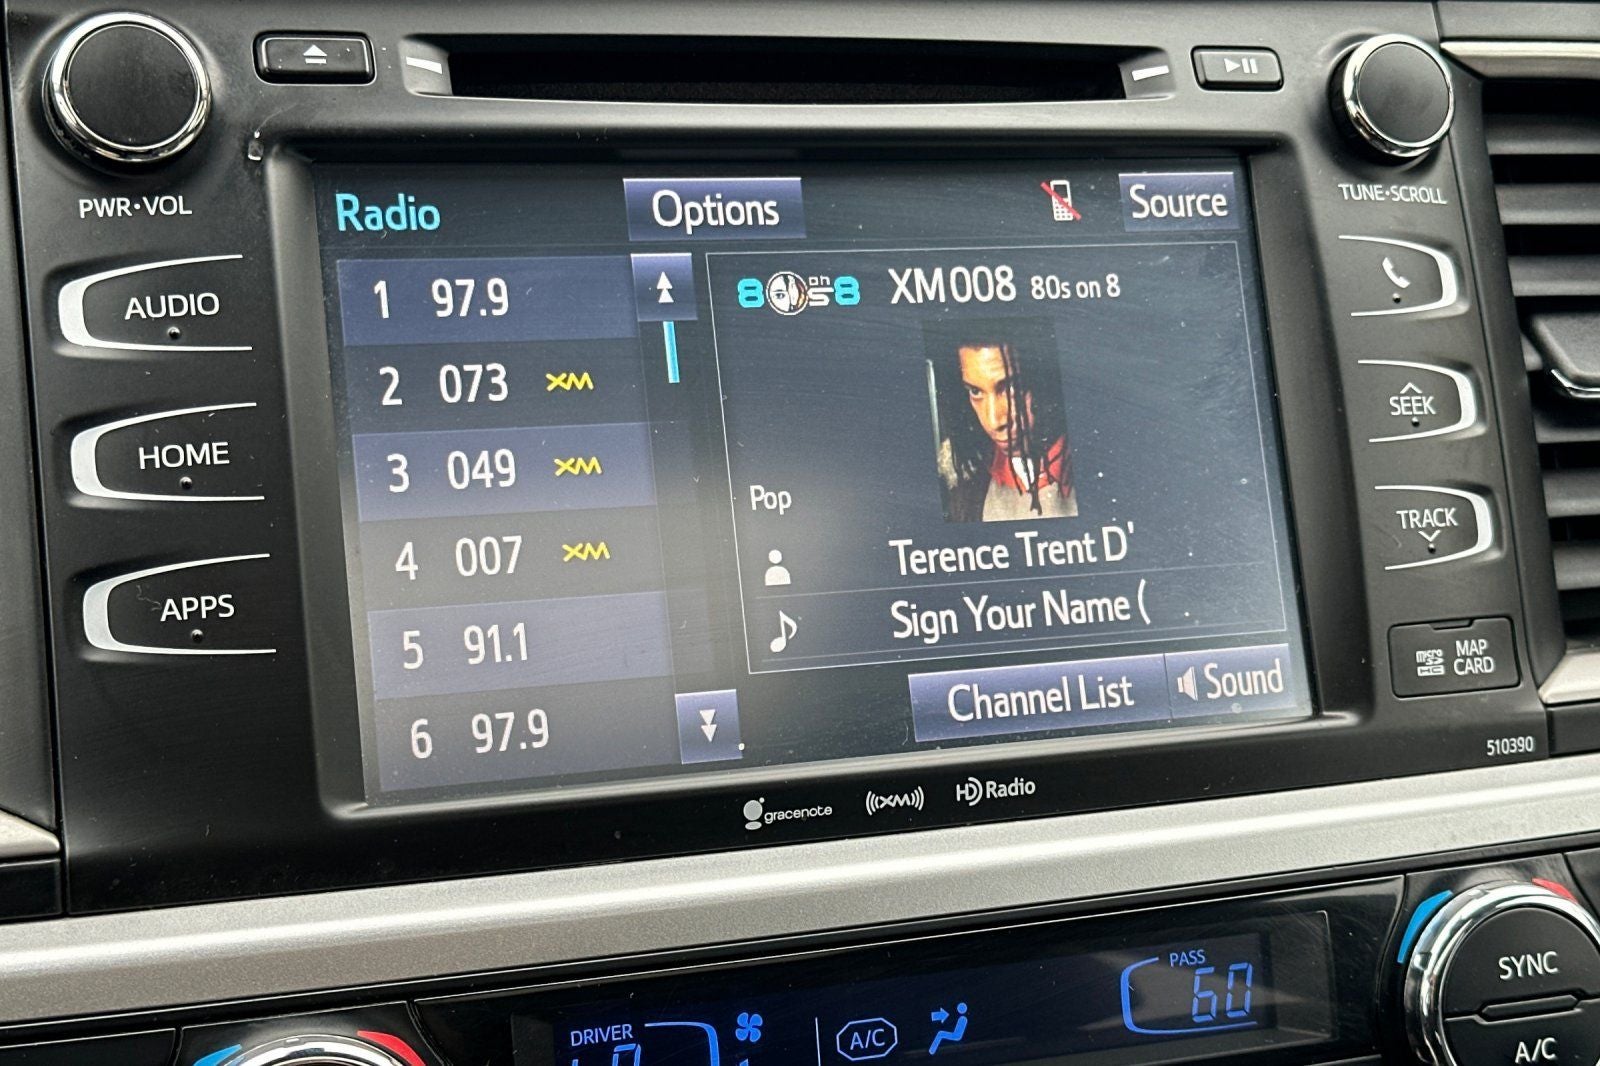 PWR•VOL
TUNE•SCROLL
AUDIO
HOME
APPS
Radio
Options
Source
1 97.9
2 073 XM
3 049 XM
4 007 XM
5 91.1
6 97.9
8 on 8
XM008 80s on 8
Pop
Terence Trent D'
Sign Your Name (
Channel List
Sound
SEEK
TRACK
micro SD HC
MAP CARD
510390
gracenote
((XM))
HD Radio
DRIVER
A/C
PASS
60
SYNC
A/C